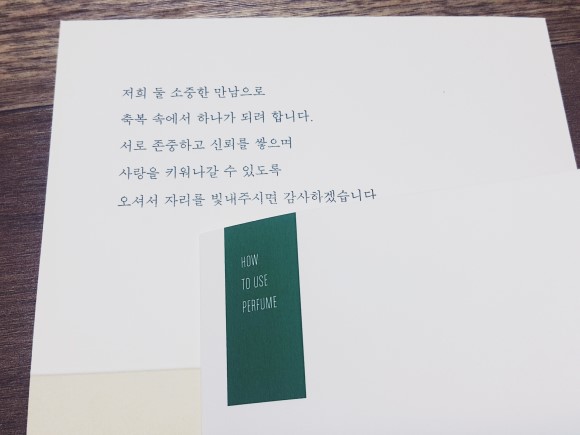 저희 둘 소중한 만남으로
축복 속에서 하나가 되려 합니다.
서로 존중하고 신뢰를 쌓으며
사랑을 키워나갈 수 있도록
오셔서 자리를 빛내주시면 감사하겠습니다
HOW
TO USE
PERFUME